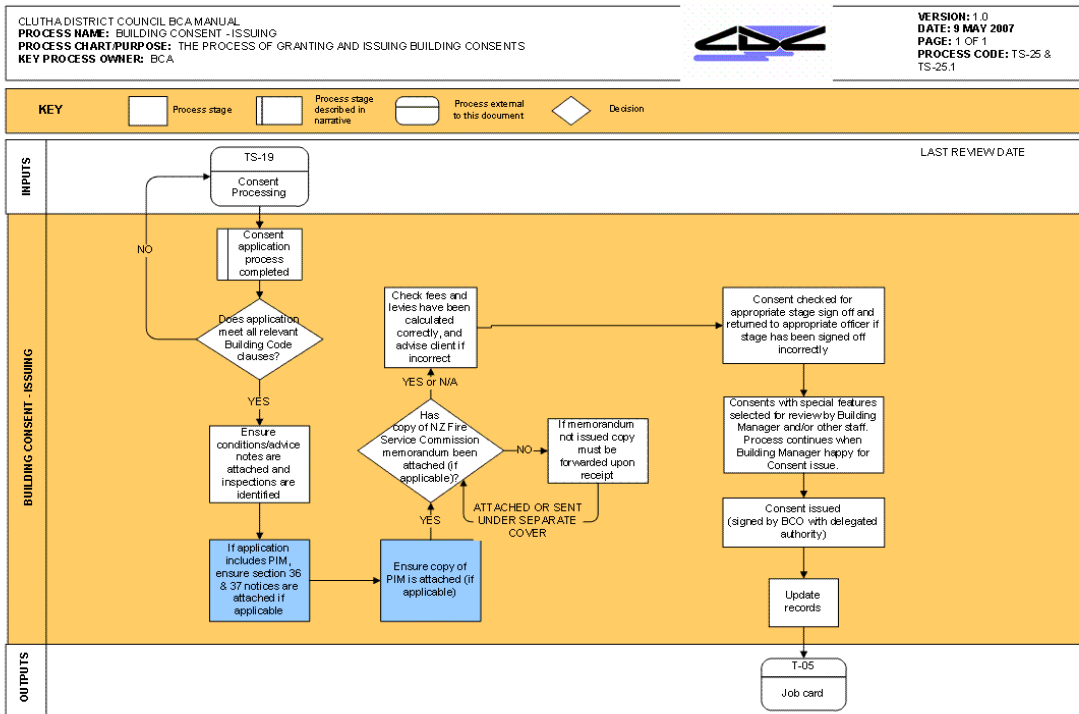 CLUTHA DISTRICT COUNCIL BCA MANUAL
PROCESS NAME: BUILDING CONSENT - ISSUING
PROCESS CHART/PURPOSE: THE PROCESS OF GRANTING AND ISSUING BUILDING CONSENTS
KEY PROCESS OWNER: BCA
CDC
VERSION: 1.0
DATE: 9 MAY 2007
PAGE: 1 OF 1
PROCESS CODE: TS-25 &
TS-25.1
KEY
Process stage
Process stage
described in
narrative
Process external
to this document
Decision
INPUTS
LAST REVIEW DATE
TS-19
Consent
Processing
BUILDING CONSENT - ISSUING
NO
Consent
application
process
completed
Does application
meet all relevant
Building Code
clauses?
YES
Ensure
conditions/advice
notes are
attached and
inspections are
identified
If application
includes PIM,
ensure section 36
& 37 notices are
attached if
applicable
Ensure copy of
PIM is attached (if
applicable)
YES
Has
copy of NZ Fire
Service Commission
memorandum been
attached (if
applicable)?
NO
If memorandum
not issued copy
must be
forwarded upon
receipt
ATTACHED OR SENT
UNDER SEPARATE
COVER
YES or N/A
Check fees and
levies have been
calculated
correctly, and
advise client if
incorrect
Consent checked for
appropriate stage sign off and
returned to appropriate officer if
stage has been signed off
incorrectly
Consents with special features
selected for review by Building
Manager and/or other staff.
Process continues when
Building Manager happy for
Consent issue.
Consent issued
(signed by BCO with delegated
authority)
Update
records
OUTPUTS
T-05
Job card